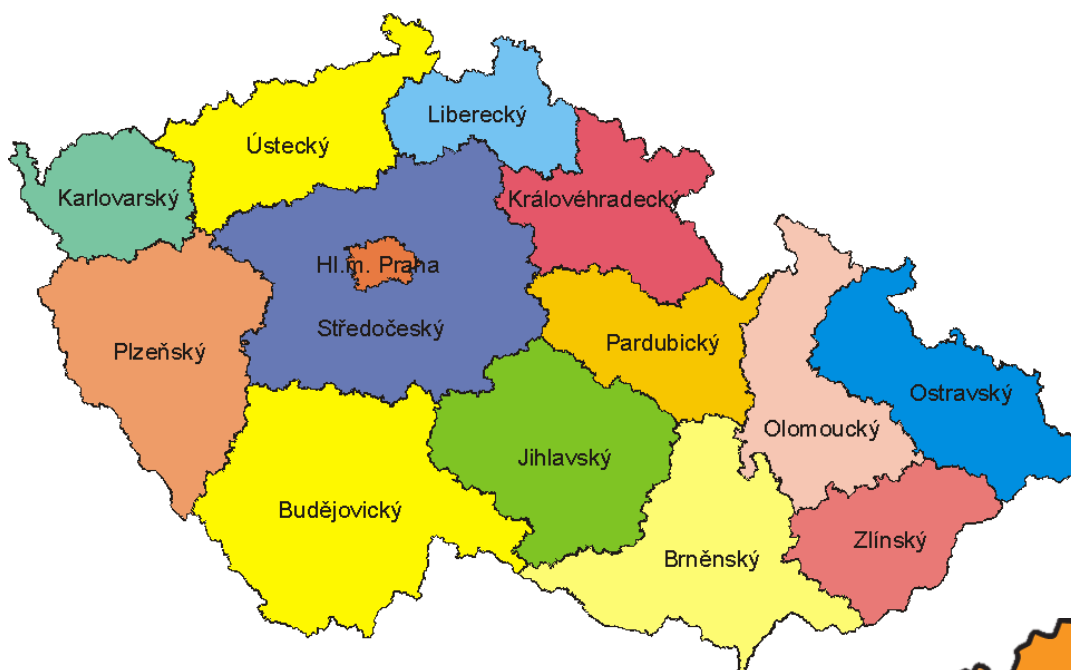 Liberecký
Ústecký
Karlovarský
Královéhradecký
Hl.m. Praha
Středočeský
Pardubický
Plzeňský
Ostravský
Olomoucký
Jihlavský
Budějovický
Zlínský
Brněnský